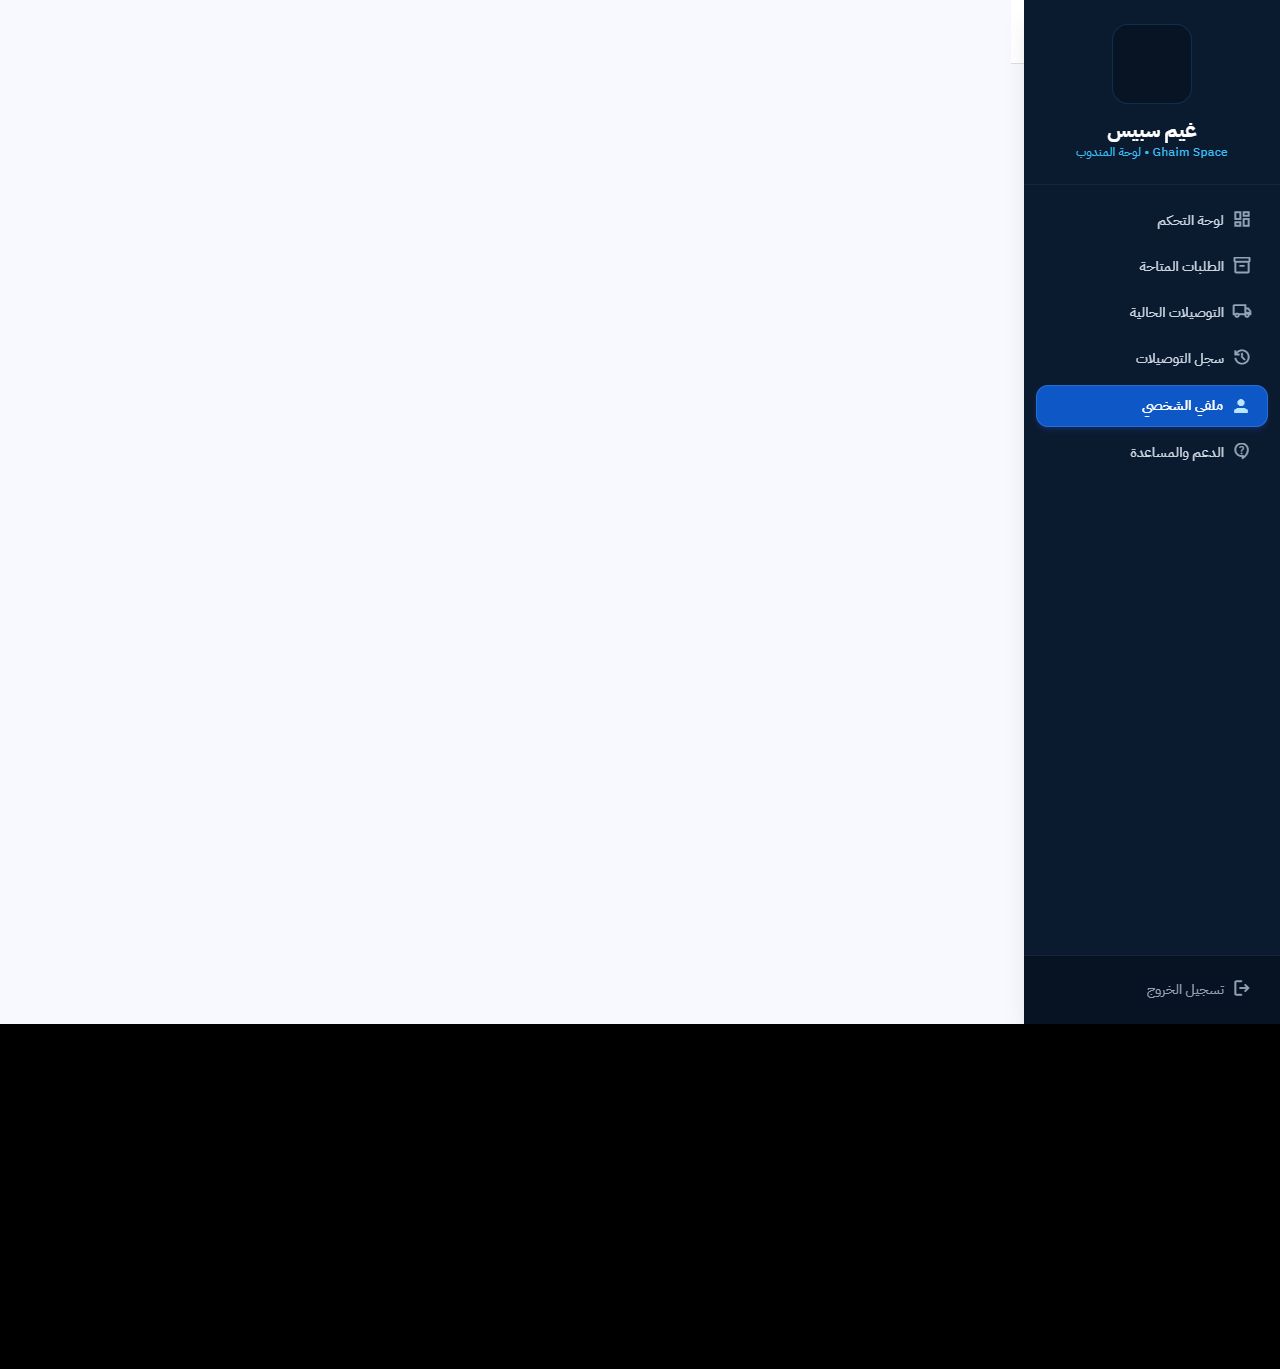 غيم سبيس
Ghaim Space • لوحة المندوب
لوحة التحكم
الطلبات المتاحة
التوصيلات الحالية
سجل التوصيلات
ملفي الشخصي
الدعم والمساعدة
تسجيل الخروج